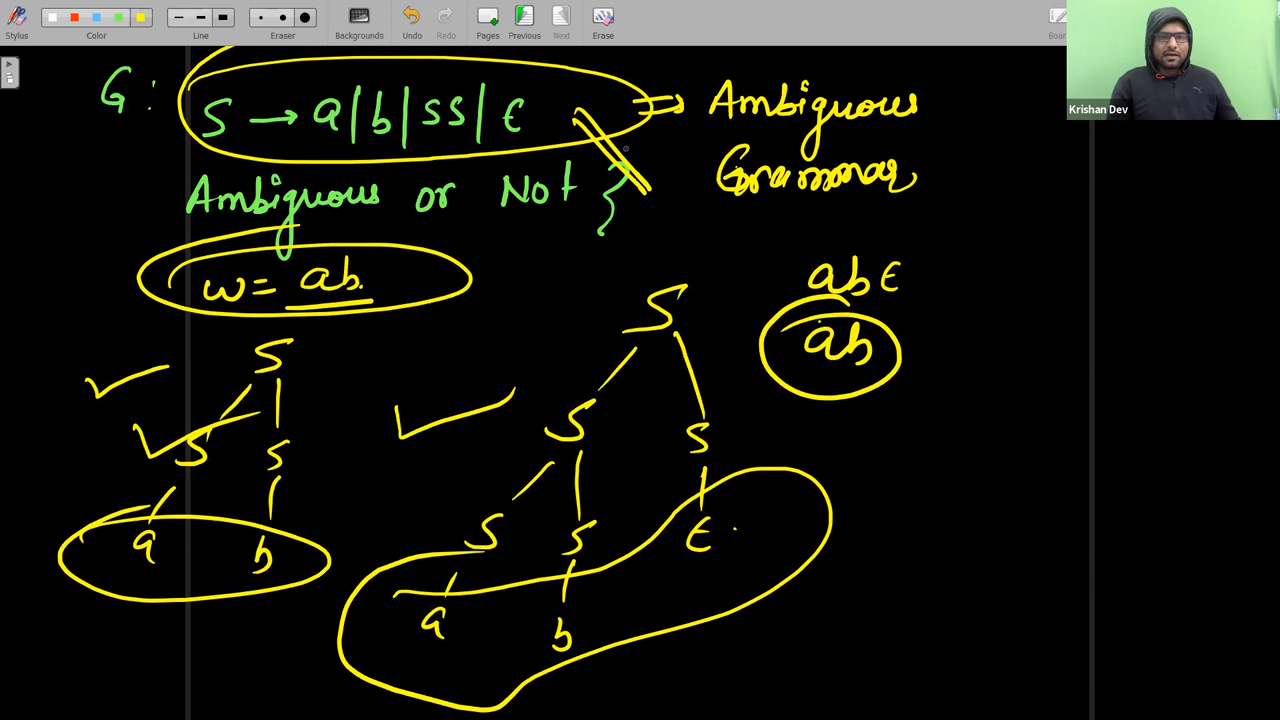 Stylus Color Line Eraser Backgrounds Undo Redo Pages Previous Next Erase Boar
Krishan Dev
G: S → a|b|SS|ε ⇒ Ambiguous
Grammar
Ambiguous or Not }
w = ab.
abε
ab
S
S S
a b
S
S S
S S ε
a b